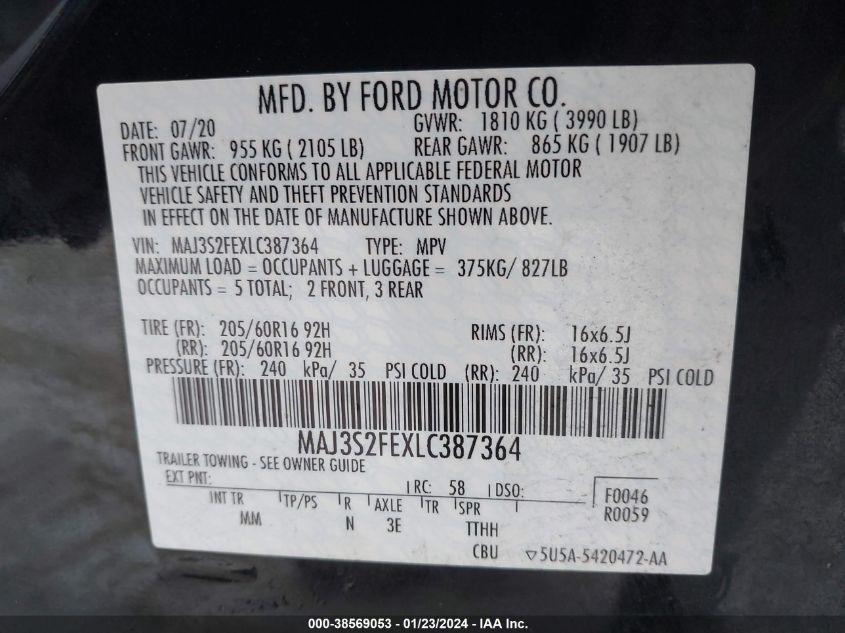 MFD. BY FORD MOTOR CO.
DATE: 07/20 GVWR: 1810 KG ( 3990 LB)
FRONT GAWR: 955 KG ( 2105 LB) REAR GAWR: 865 KG ( 1907 LB)
THIS VEHICLE CONFORMS TO ALL APPLICABLE FEDERAL MOTOR
VEHICLE SAFETY AND THEFT PREVENTION STANDARDS
IN EFFECT ON THE DATE OF MANUFACTURE SHOWN ABOVE.
VIN: MAJ3S2FEXLC387364 TYPE: MPV
MAXIMUM LOAD = OCCUPANTS + LUGGAGE = 375KG/ 827LB
OCCUPANTS = 5 TOTAL; 2 FRONT, 3 REAR
TIRE (FR): 205/60R16 92H RIMS (FR): 16x6.5J
(RR): 205/60R16 92H (RR): 16x6.5J
PRESSURE (FR): 240 kPa/ 35 PSI COLD (RR): 240 kPa/ 35 PSI COLD
MAJ3S2FEXLC387364
TRAILER TOWING - SEE OWNER GUIDE
EXT PNT: RC: 58 DSO: F0046
INT TR TP/PS R AXLE TR SPR R0059
MM N 3E TTHH
CBU ▽5U5A-5420472-AA
000-38569053 - 01/23/2024 - IAA Inc.